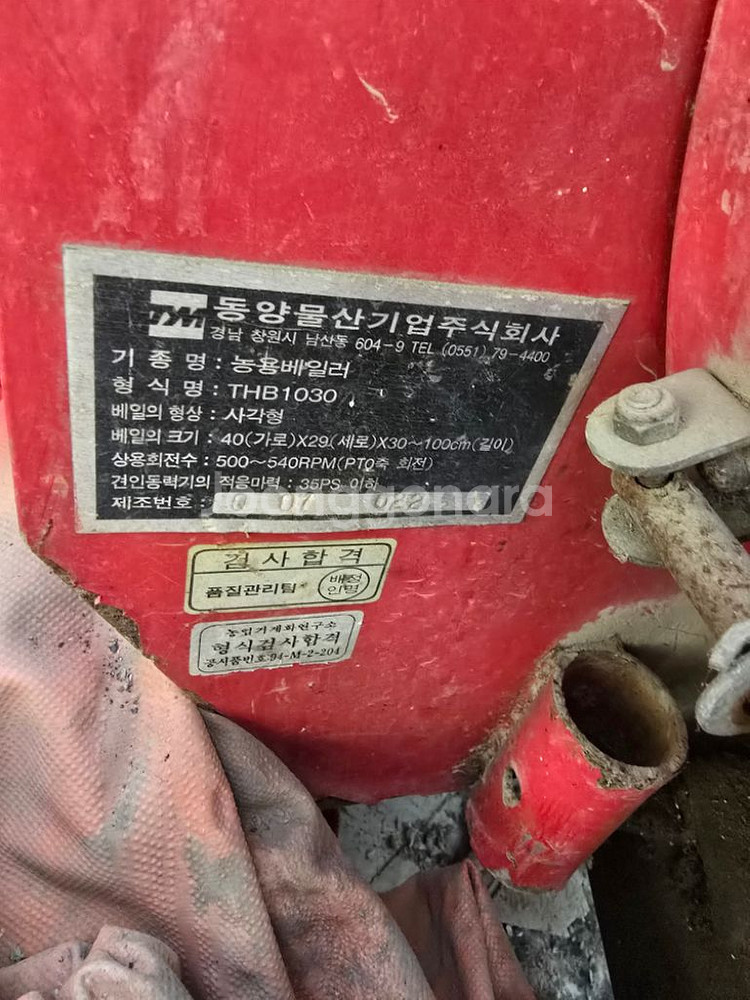 TM 동양물산기업주식회사
경남 창원시 남산동 604-9 TEL (0551) 79-4400
기 종 명 : 농용베일러
형 식 명 : THB1030
베일의 형상 : 사각형
베일의 크기 : 40(가로)X29(세로)X30~100cm(길이)
상용회전수 : 500~540RPM(PTO축 회전)
견인동력기의 적응마력 : 35PS 이하
제조번호 :
검 사 합 격
품질관리팀
농업기계화연구소
형식검사합격
공시품번호 94-M-2-204